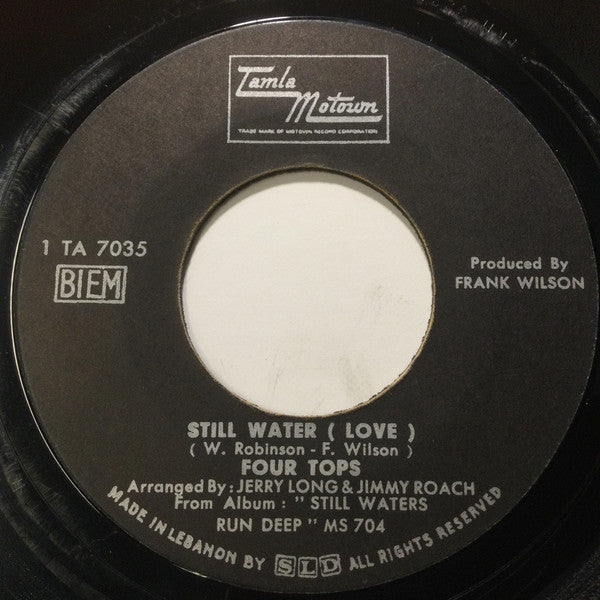 Tamla
Motown
TRADE MARK OF MOTOWN RECORD CORPORATION
1 TA 7035
BIEM
Produced By
FRANK WILSON
STILL WATER ( LOVE )
( W. Robinson - F. Wilson )
FOUR TOPS
Arranged By : JERRY LONG & JIMMY ROACH
From Album : " STILL WATERS
RUN DEEP " MS 704
MADE IN LEBANON BY SLD ALL RIGHTS RESERVED